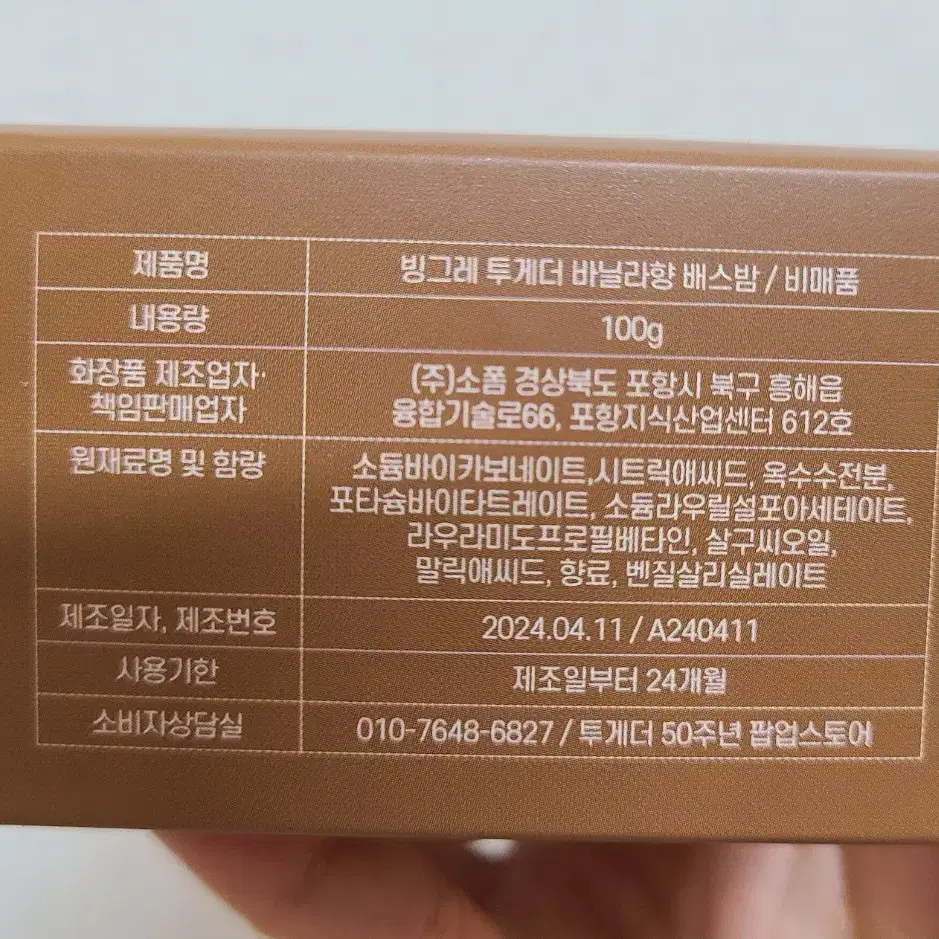 제품명 빙그레 투게더 바닐라향 배스밤 / 비매품
내용량 100g
화장품 제조업자·
책임판매업자
(주)소폼 경상북도 포항시 북구 흥해읍
융합기술로66, 포항지식산업센터 612호
원재료명 및 함량
소듐바이카보네이트,시트릭애씨드, 옥수수전분,
포타슘바이타트레이트, 소듐라우릴설포아세테이트,
라우라미도프로필베타인, 살구씨오일,
말릭애씨드, 향료, 벤질살리실레이트
제조일자, 제조번호 2024.04.11 / A240411
사용기한 제조일부터 24개월
소비자상담실 010-7648-6827 / 투게더 50주년 팝업스토어